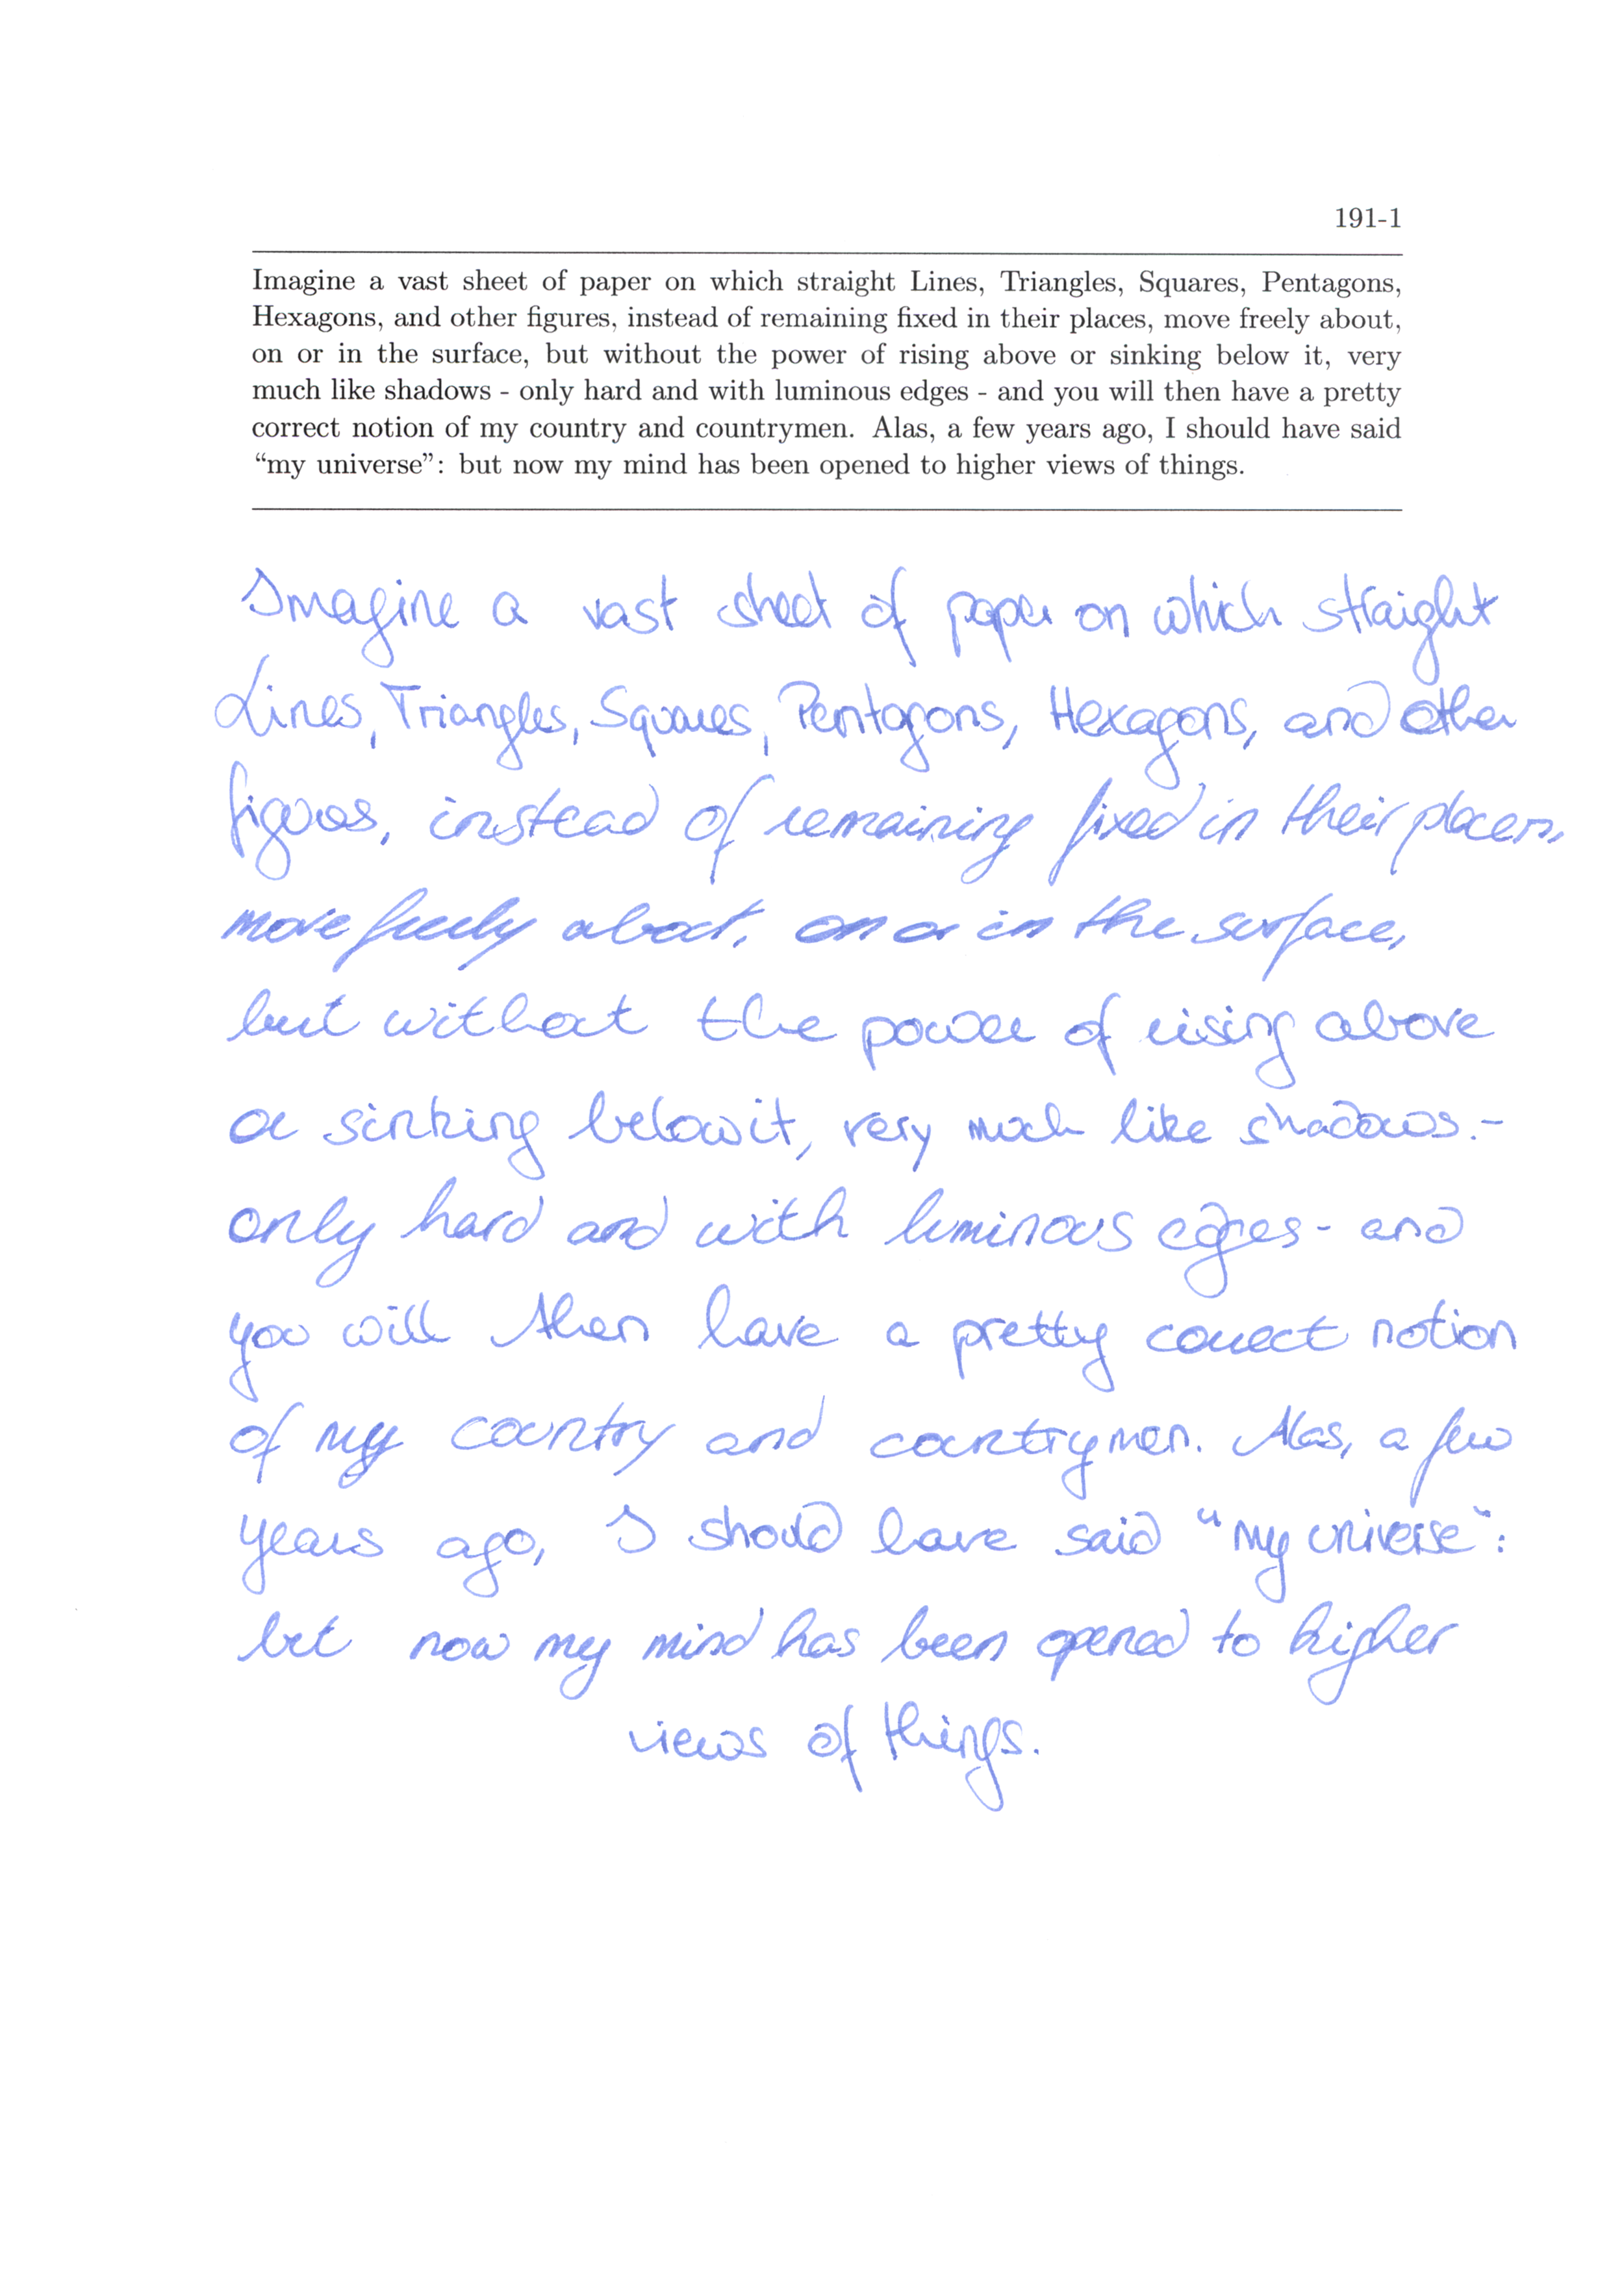 191-1
Imagine a vast sheet of paper on which straight Lines, Triangles, Squares, Pentagons,
Hexagons, and other figures, instead of remaining fixed in their places, move freely about,
on or in the surface, but without the power of rising above or sinking below it, very
much like shadows - only hard and with luminous edges - and you will then have a pretty
correct notion of my country and countrymen. Alas, a few years ago, I should have said
“my universe”: but now my mind has been opened to higher views of things.
Imagine a vast sheet of paper on which straight
Lines, Triangles, Squares, Pentagons, Hexagons, and other
figures, instead of remaining fixed in their places,
move freely about, on or in the surface,
but without the power of rising above
or sinking below it, very much like shadows.-
only hard and with luminous edges - and
you will then have a pretty correct notion
of my country and countrymen. Alas, a few
years ago, I should have said “my universe”:
but now my mind has been opened to higher
views of things.